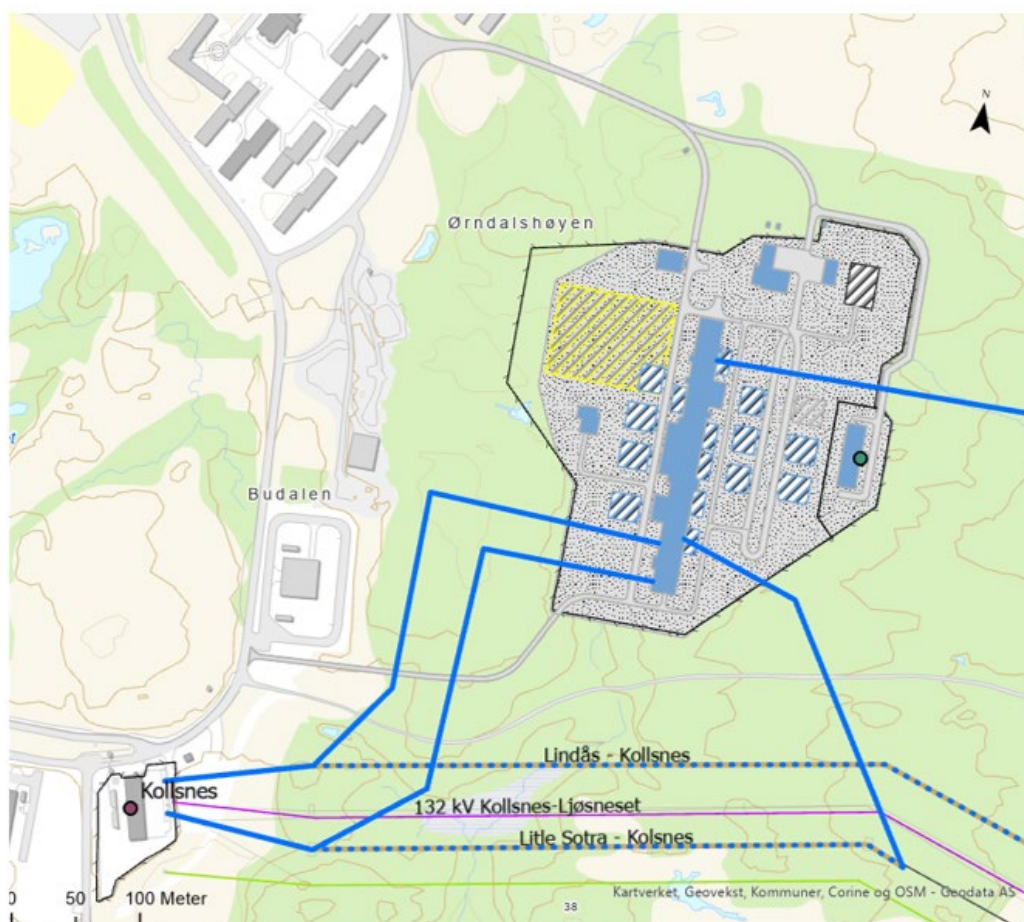 N
Ørndalshøyen
Budalen
Lindås - Kollsnes
Kollsnes
132 kV Kollsnes-Ljøsneset
Litle Sotra - Kolsnes
0 50 100 Meter
Kartverket, Geovekst, Kommuner, Corine og OSM - Geodata AS
38